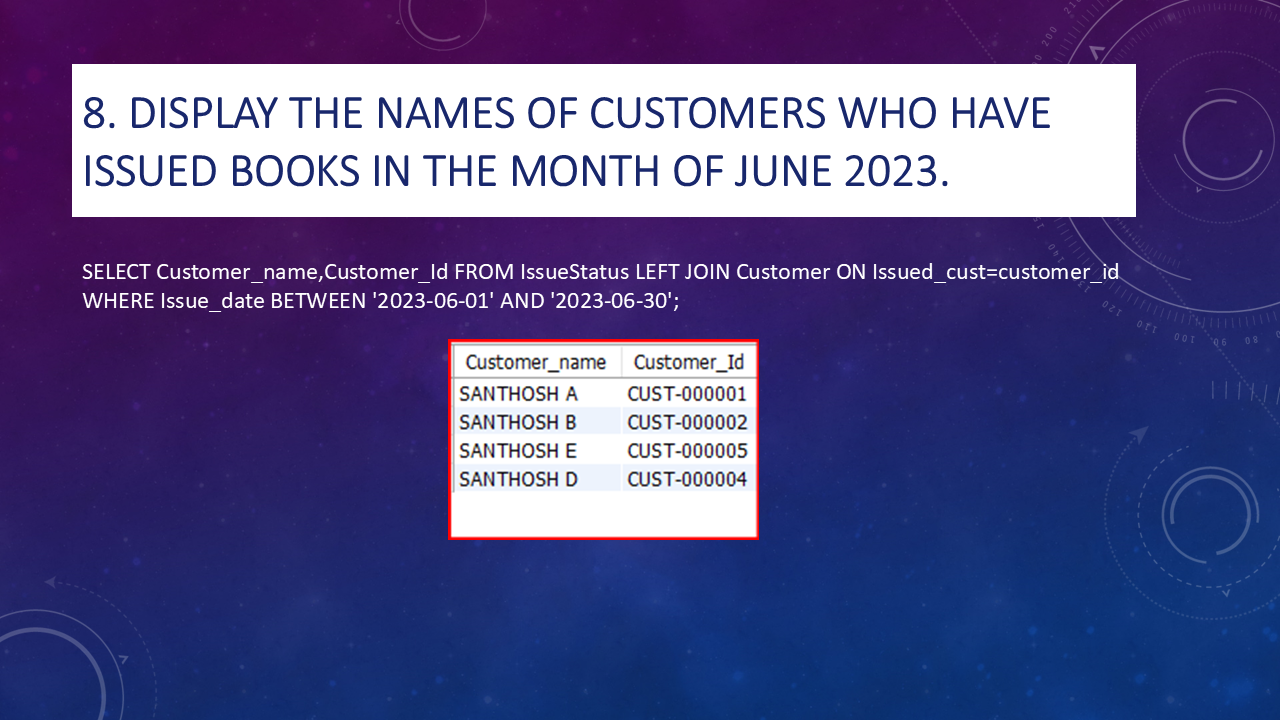 8. DISPLAY THE NAMES OF CUSTOMERS WHO HAVE
ISSUED BOOKS IN THE MONTH OF JUNE 2023.
SELECT Customer_name,Customer_Id FROM IssueStatus LEFT JOIN Customer ON Issued_cust=customer_id
WHERE Issue_date BETWEEN '2023-06-01' AND '2023-06-30';
Customer_name Customer_Id
SANTHOSH A CUST-000001
SANTHOSH B CUST-000002
SANTHOSH E CUST-000005
SANTHOSH D CUST-000004